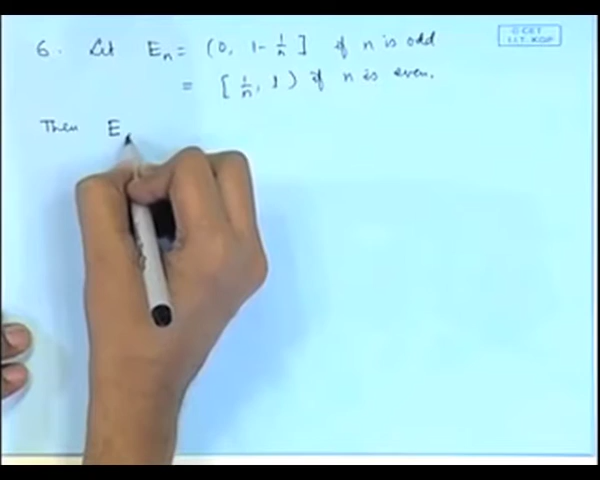 6. Let En = (0, 1 - 1/n] if n is odd
= [1/n, 1) if n is even.
Then E
© CET
I.I.T. KGP